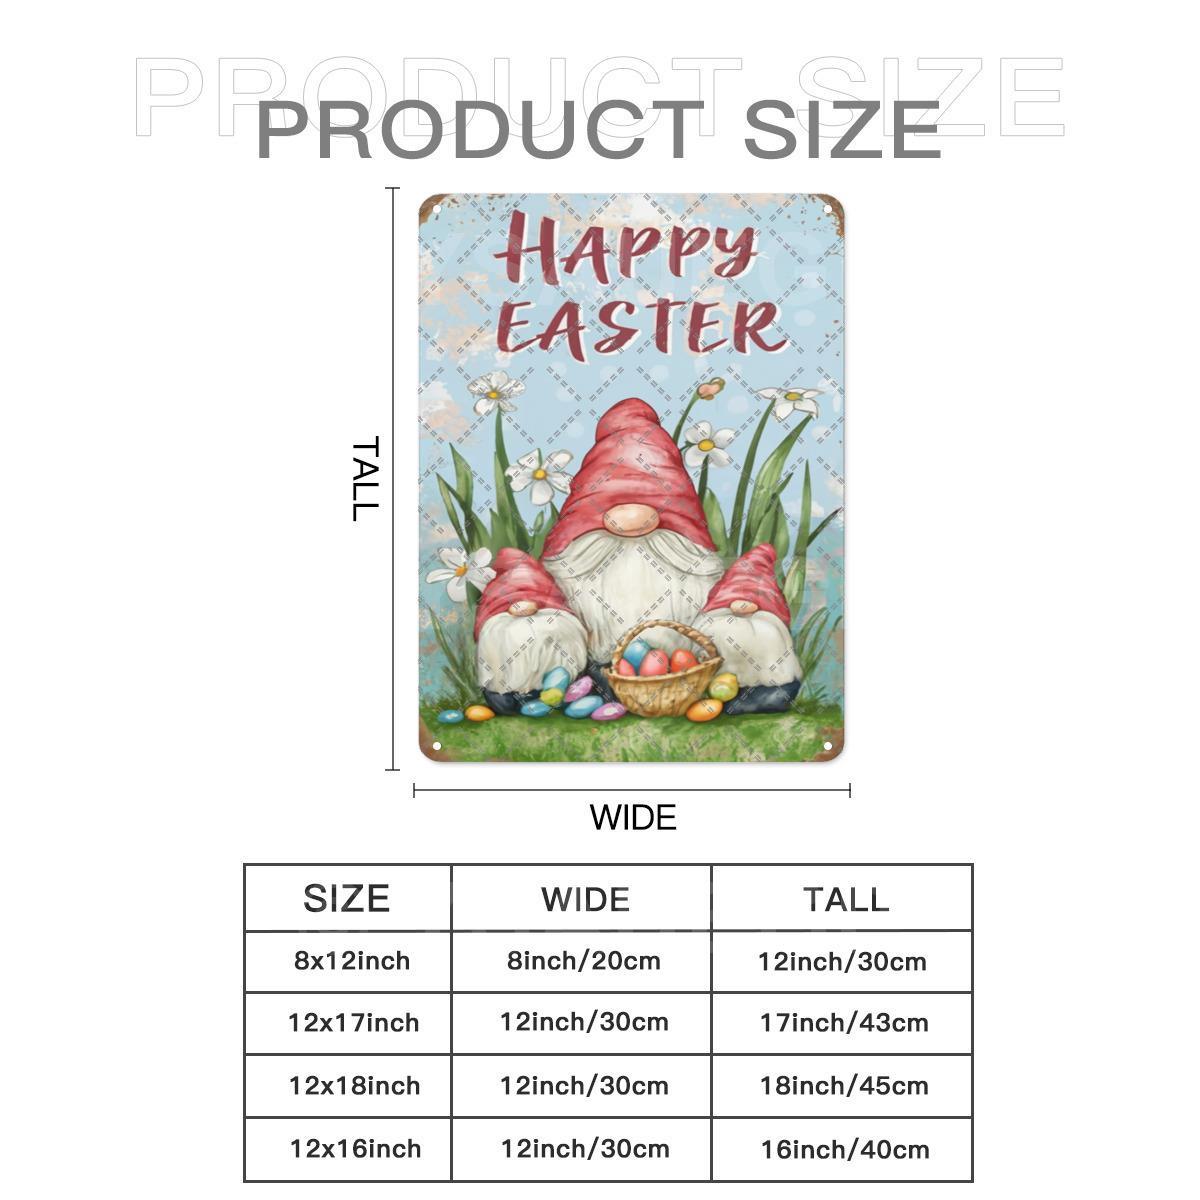 PRODUCT SIZE
PRODUCT SIZE
HAPPY
EASTER
TALL
WIDE
SIZE WIDE TALL
8x12inch 8inch/20cm 12inch/30cm
12x17inch 12inch/30cm 17inch/43cm
12x18inch 12inch/30cm 18inch/45cm
12x16inch 12inch/30cm 16inch/40cm